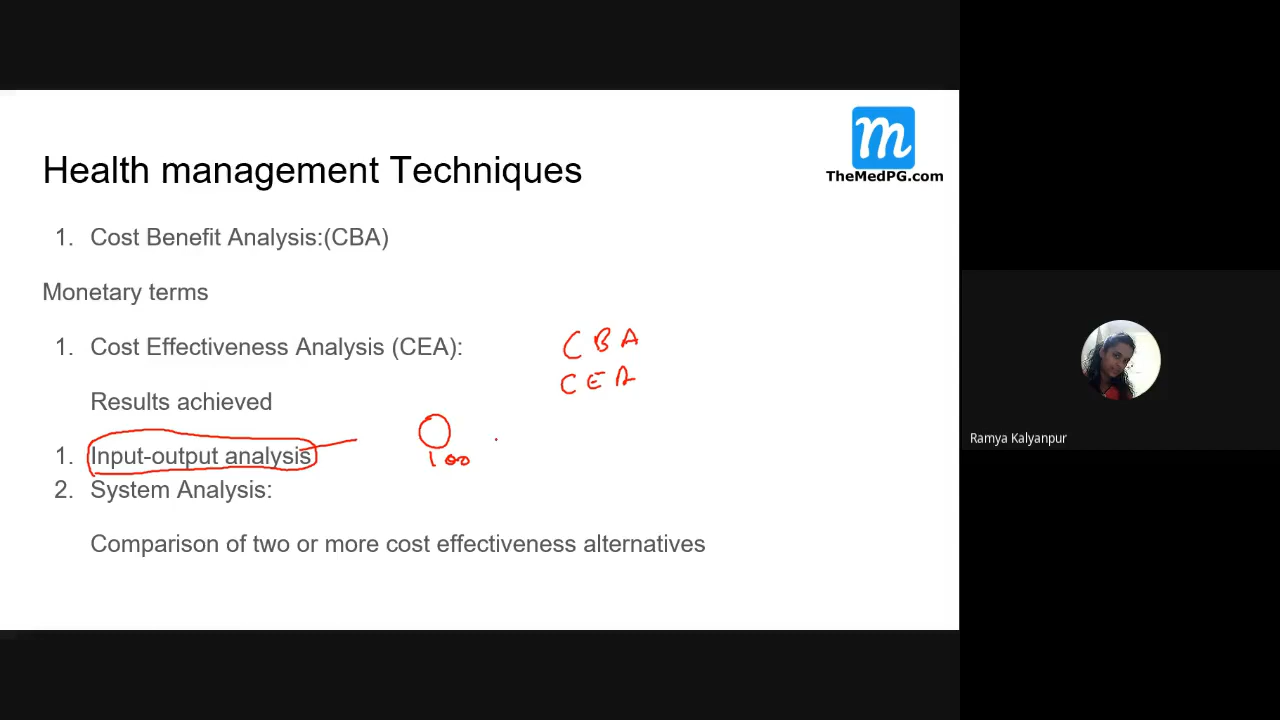 m
TheMedPG.com
Health management Techniques
1. Cost Benefit Analysis:(CBA)
Monetary terms
1. Cost Effectiveness Analysis (CEA):
CBA
CEA
Results achieved
1. Input-output analysis
100
2. System Analysis:
Comparison of two or more cost effectiveness alternatives
Ramya Kalyanpur